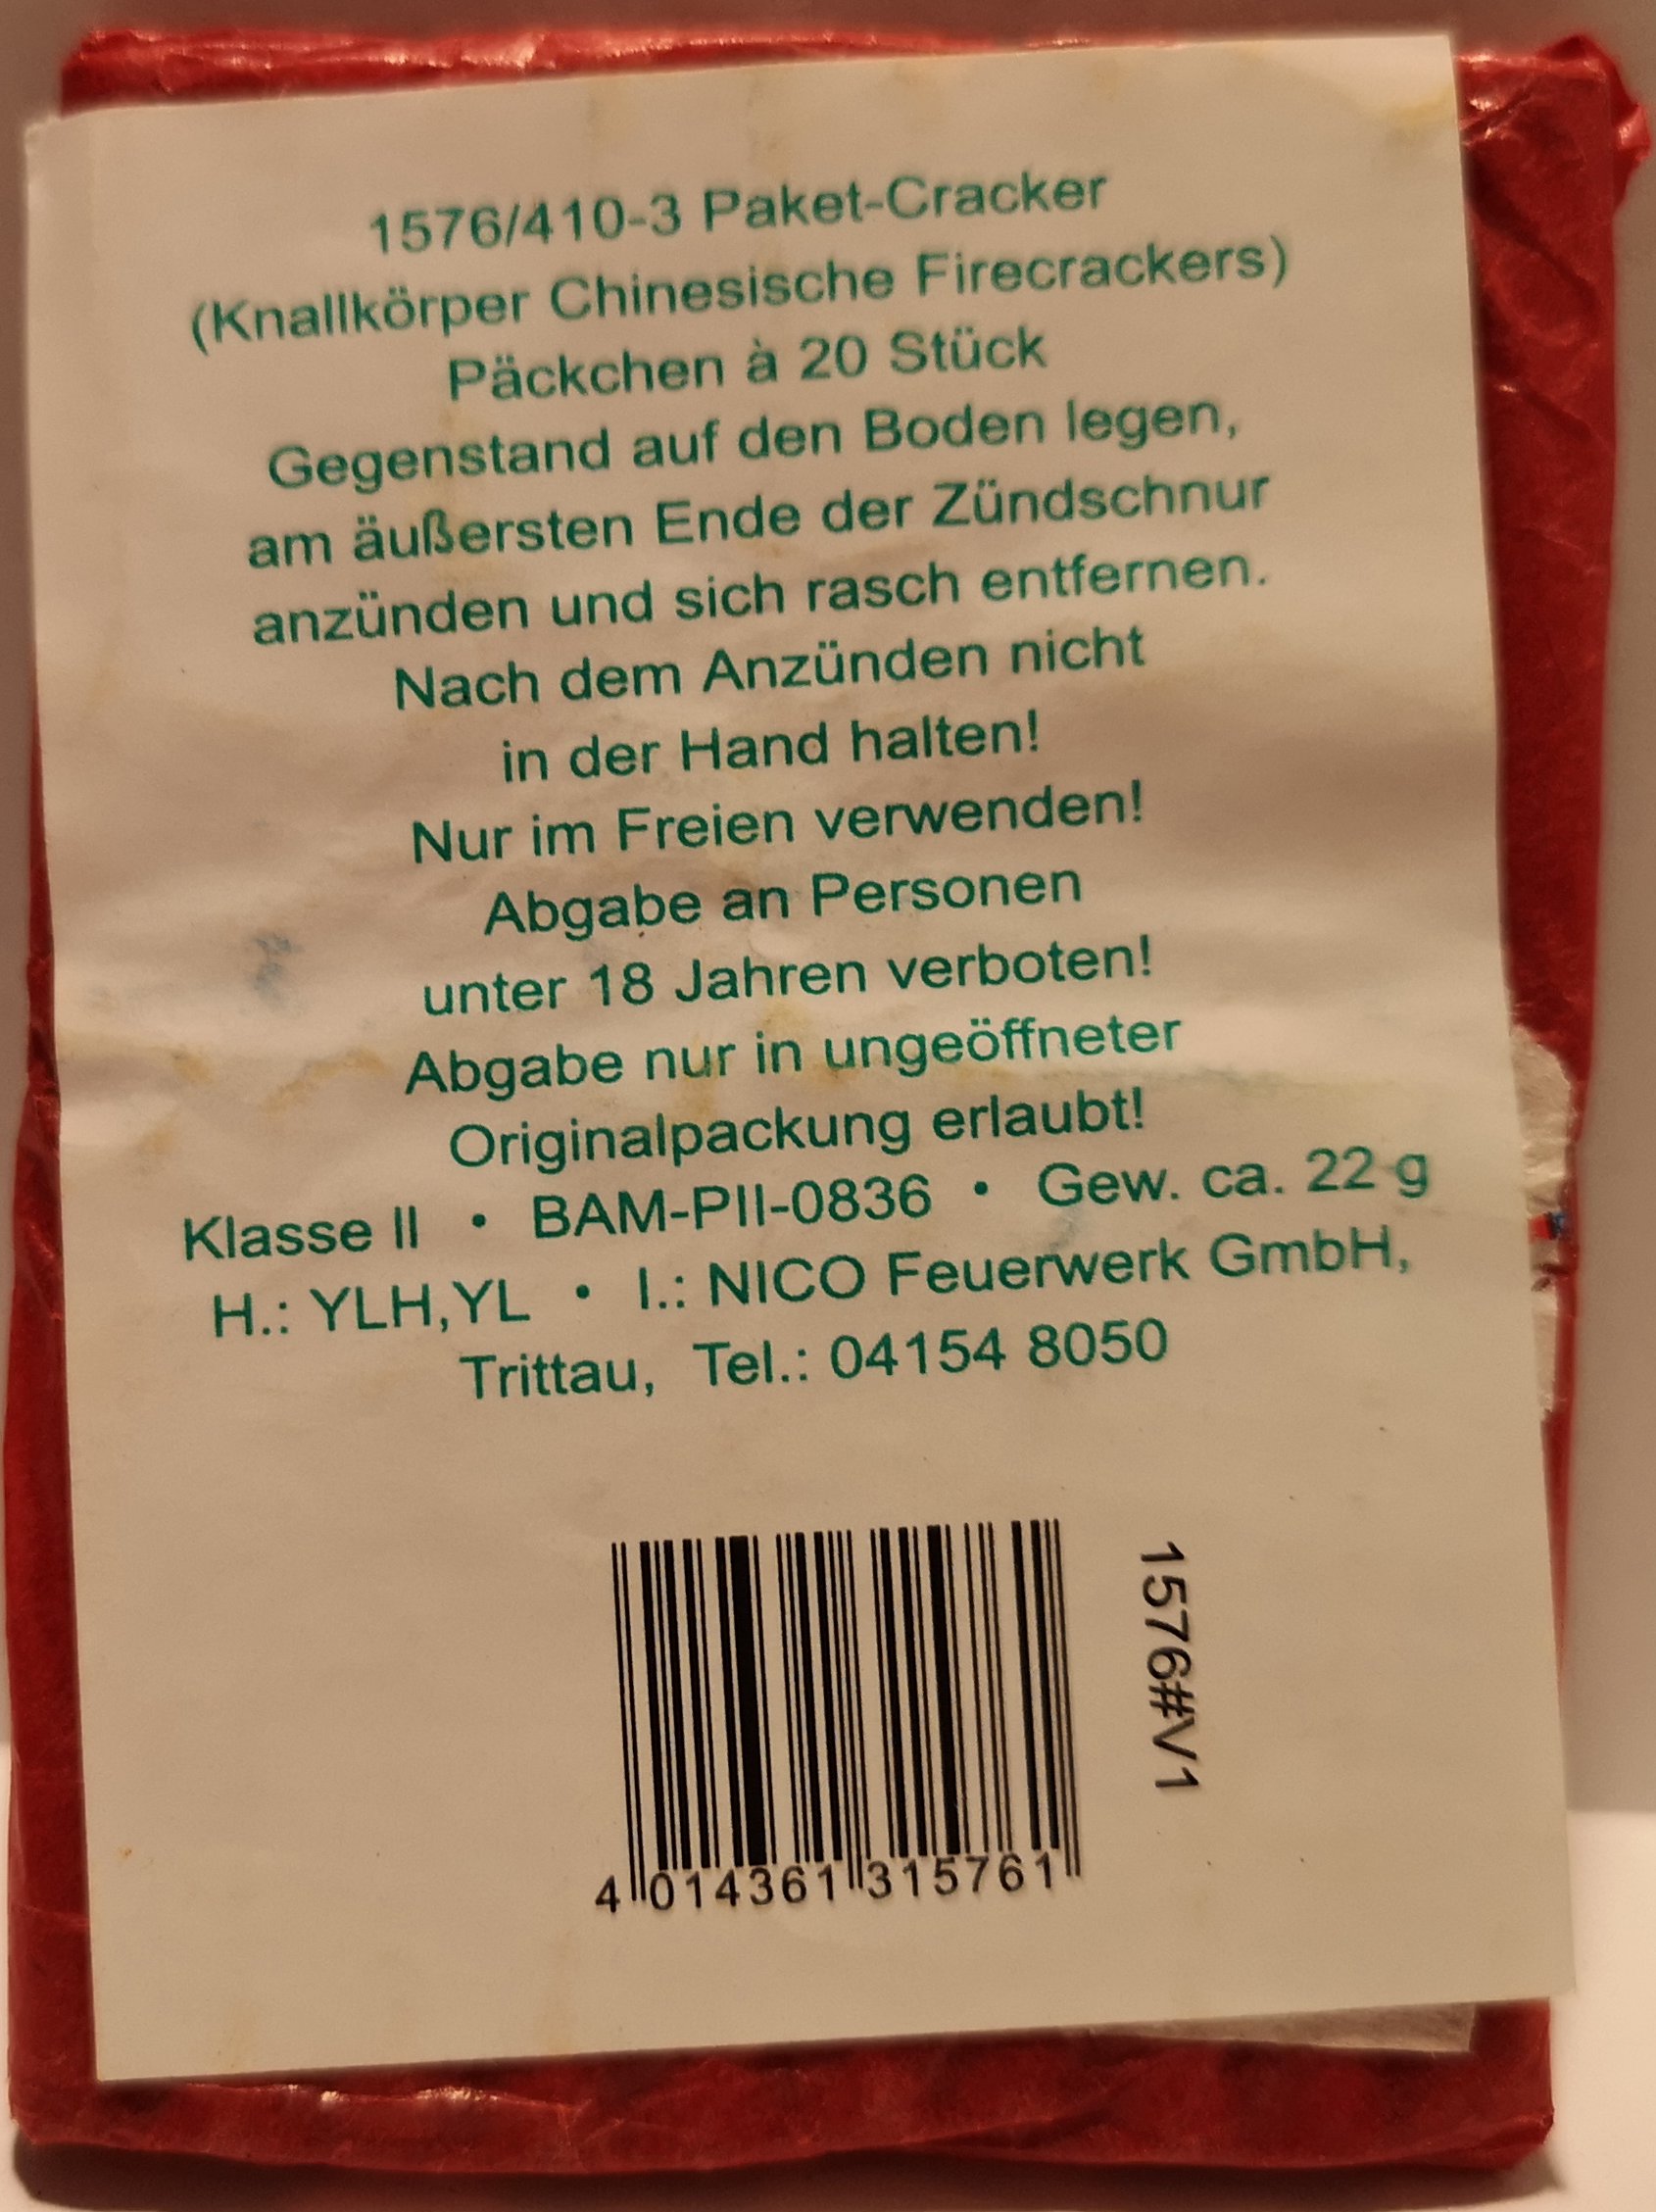 1576/410-3 Paket-Cracker
(Knallkörper Chinesische Firecrackers)
Päckchen à 20 Stück
Gegenstand auf den Boden legen,
am äußersten Ende der Zündschnur
anzünden und sich rasch entfernen.
Nach dem Anzünden nicht
in der Hand halten!
Nur im Freien verwenden!
Abgabe an Personen
unter 18 Jahren verboten!
Abgabe nur in ungeöffneter
Originalpackung erlaubt!
Klasse II • BAM-PII-0836 • Gew. ca. 22 g
H.: YLH,YL • I.: NICO Feuerwerk GmbH,
Trittau, Tel.: 04154 8050
1576#V1
4 014361 315761